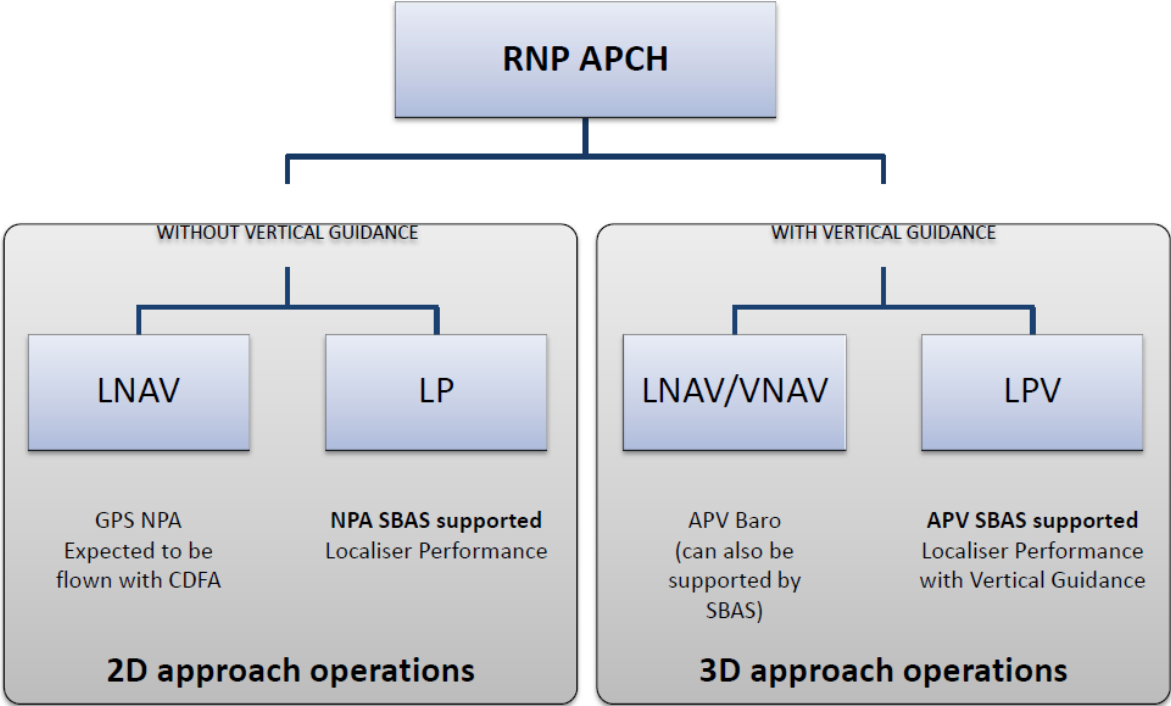 RNP APCH
WITHOUT VERTICAL GUIDANCE
LNAV
LP
GPS NPA
Expected to be
flown with CDFA
NPA SBAS supported
Localiser Performance
2D approach operations
WITH VERTICAL GUIDANCE
LNAV/VNAV
LPV
APV Baro
(can also be
supported by
SBAS)
APV SBAS supported
Localiser Performance
with Vertical Guidance
3D approach operations